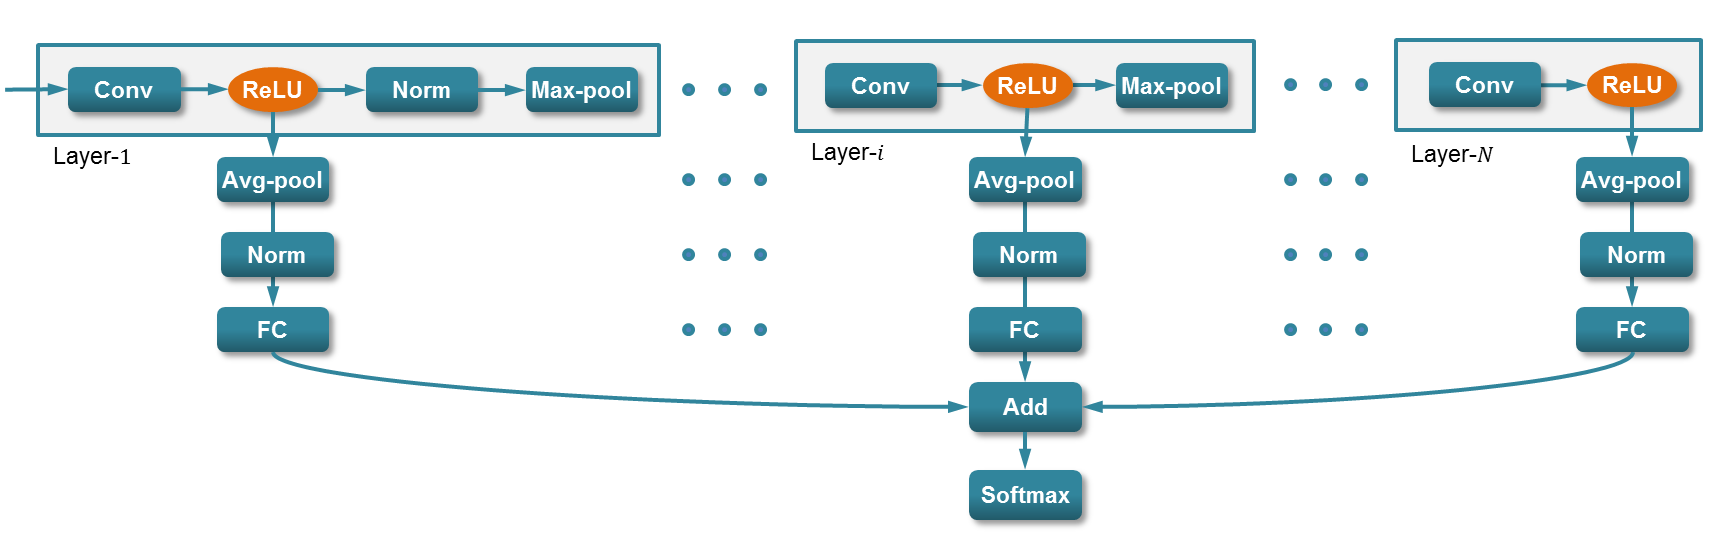 Conv ReLU Norm Max-pool
Conv ReLU Max-pool
Conv ReLU
Layer-1
Layer-i
Layer-N
Avg-pool
Avg-pool
Avg-pool
Norm
Norm
Norm
FC
FC
FC
Add
Softmax